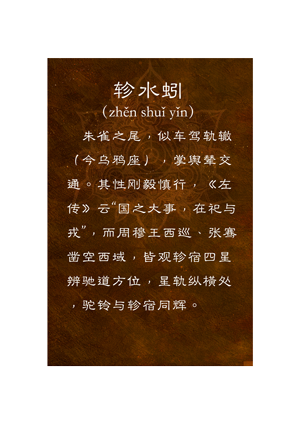 轸水蚓
（zhěn shuǐ yǐn）
朱雀之尾，似车驾轨辙
（今乌鸦座），掌舆辇交
通。其性刚毅慎行，《左
传》云“国之大事，在祀与
戎”，而周穆王西巡、张骞
凿空西域，皆观轸宿四星
辨驰道方位，星轨纵横处
，驼铃与轸宿同辉。